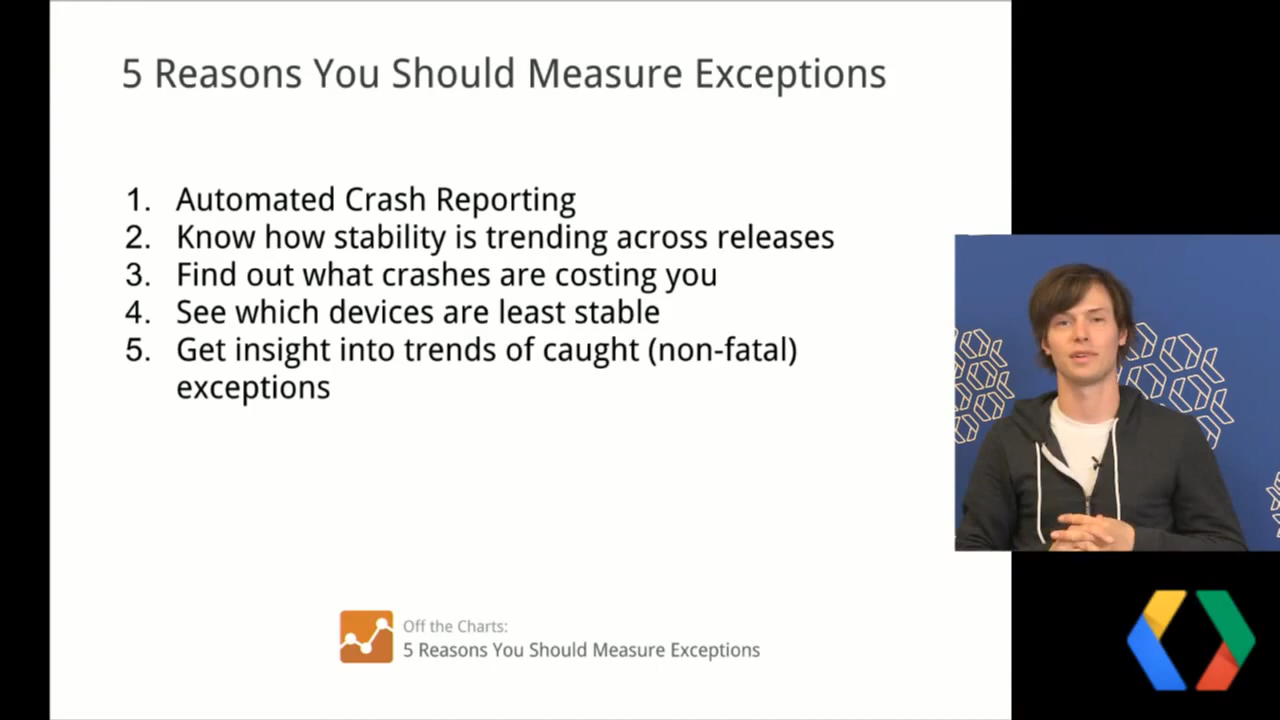 5 Reasons You Should Measure Exceptions
1. Automated Crash Reporting
2. Know how stability is trending across releases
3. Find out what crashes are costing you
4. See which devices are least stable
5. Get insight into trends of caught (non-fatal)
exceptions
Off the Charts:
5 Reasons You Should Measure Exceptions